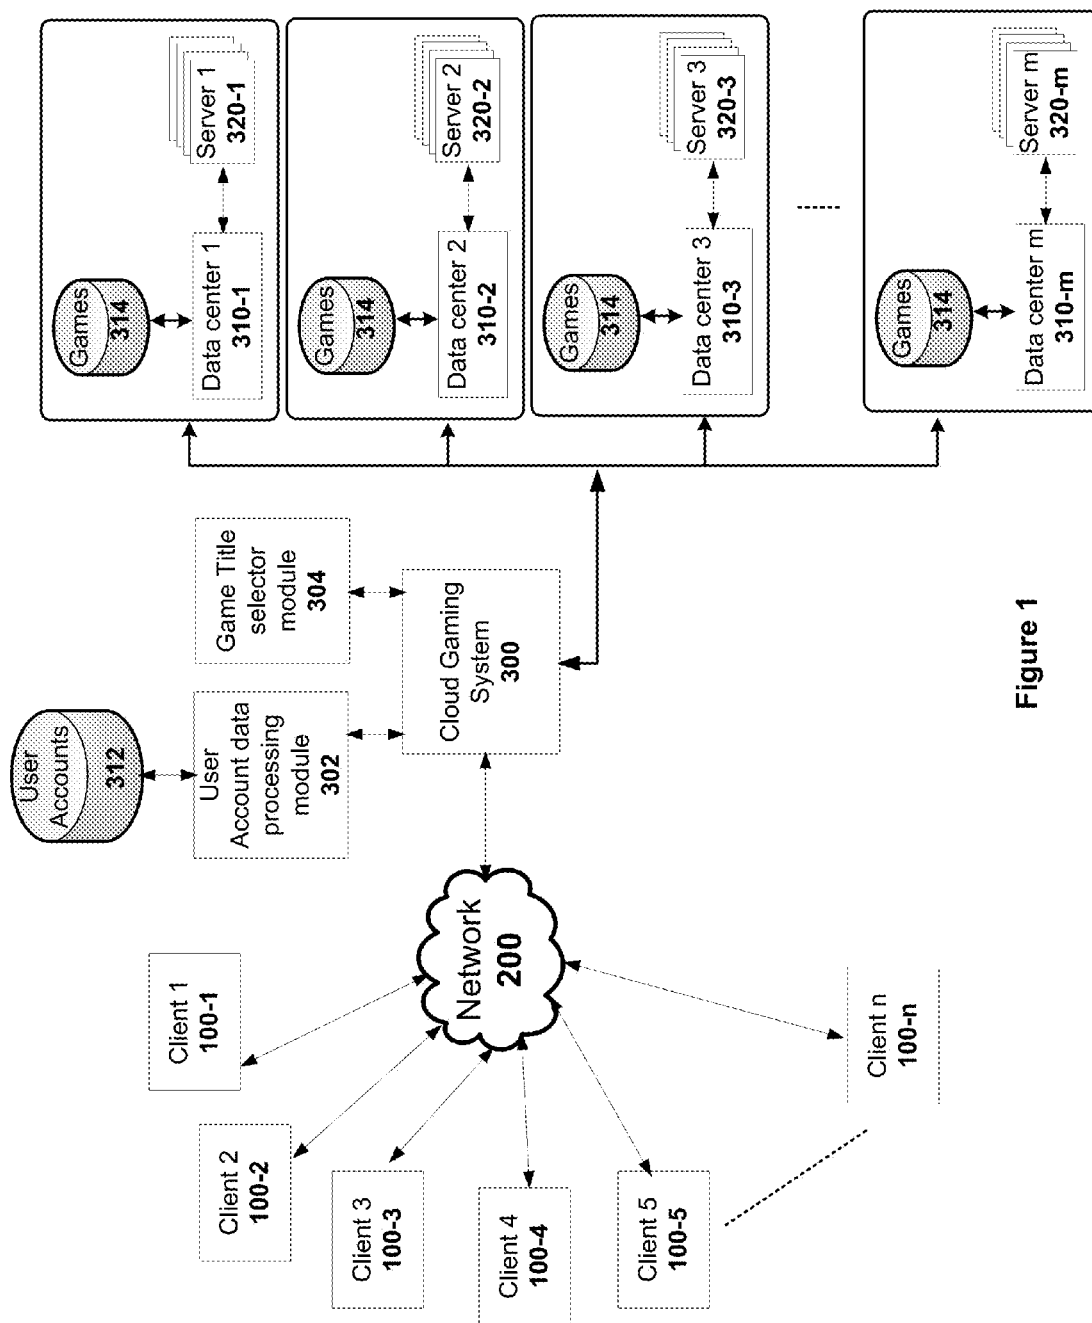 Client 1
100-1
Client 2
100-2
Client 3
100-3
Client 4
100-4
Client 5
100-5
Client n
100-n
Network
200
User
Accounts
312
User
Account data
processing
module
302
Game Title
selector
module
304
Cloud Gaming
System
300
Games
314
Data center 1
310-1
Server 1
320-1
Games
314
Data center 2
310-2
Server 2
320-2
Games
314
Data center 3
310-3
Server 3
320-3
Games
314
Data center m
310-m
Server m
320-m
Figure 1